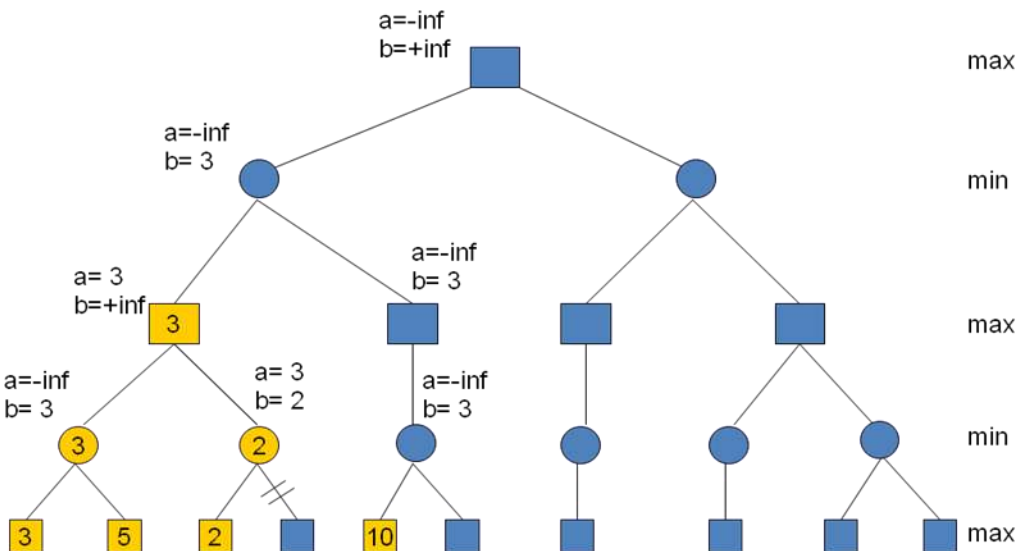 a=-inf
b=+inf
max
a=-inf
b= 3
min
a=-inf
b= 3
a= 3
b=+inf
3
max
a=-inf
b= 3
a= 3
b= 2
a=-inf
b= 3
3
2
min
3
5
2
10
max